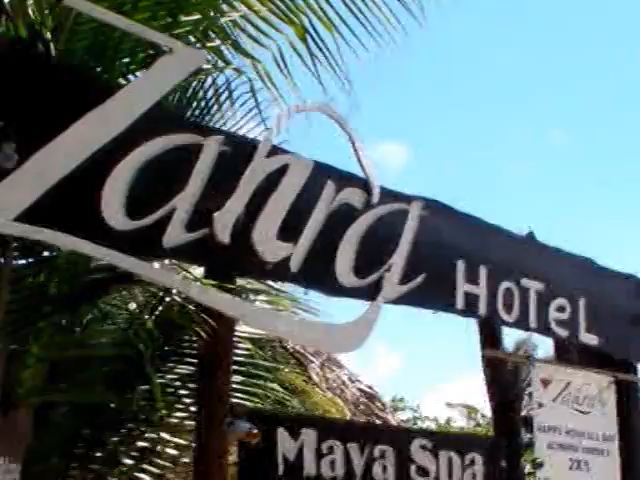 Zahra HOTeL
Maya Spa
Zahra
HAPPY HOUR ALL DAY
2X1